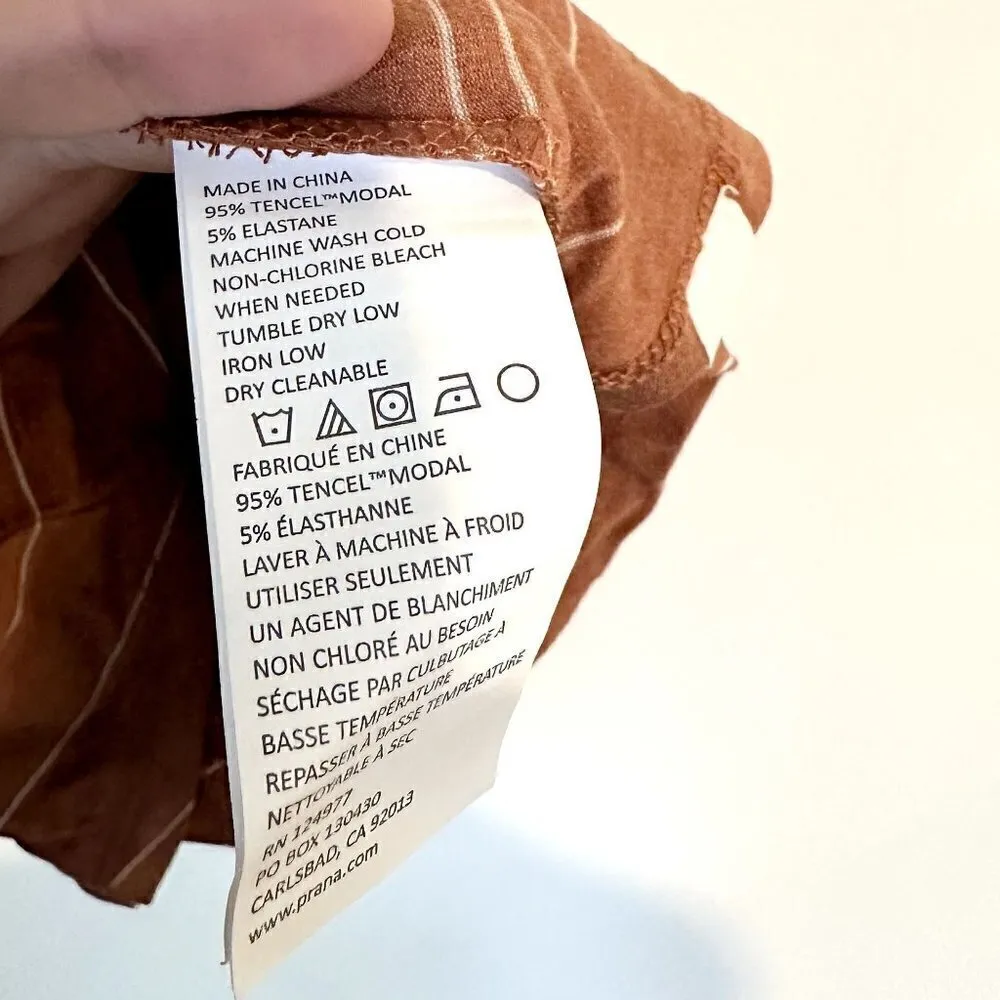 MADE IN CHINA
95% TENCEL™MODAL
5% ELASTANE
MACHINE WASH COLD
NON-CHLORINE BLEACH
WHEN NEEDED
TUMBLE DRY LOW
IRON LOW
DRY CLEANABLE
FABRIQUÉ EN CHINE
95% TENCEL™MODAL
5% ÉLASTHANNE
LAVER À MACHINE À FROID
UTILISER SEULEMENT
UN AGENT DE BLANCHIMENT
NON CHLORÉ AU BESOIN
SÉCHAGE PAR CULBUTAGE À
BASSE TEMPÉRATURE
REPASSER À BASSE TEMPÉRATURE
NETTOYABLE À SEC
RN 124977
PO BOX 130430
CARLSBAD, CA 92013
www.prana.com